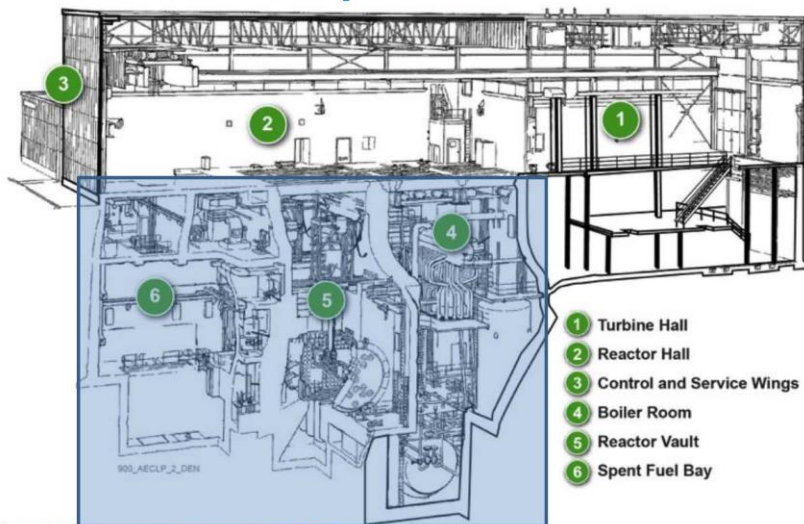 3
2
1
4
6
5
1 Turbine Hall
2 Reactor Hall
3 Control and Service Wings
4 Boiler Room
5 Reactor Vault
6 Spent Fuel Bay
900_AECLP_2_DEN